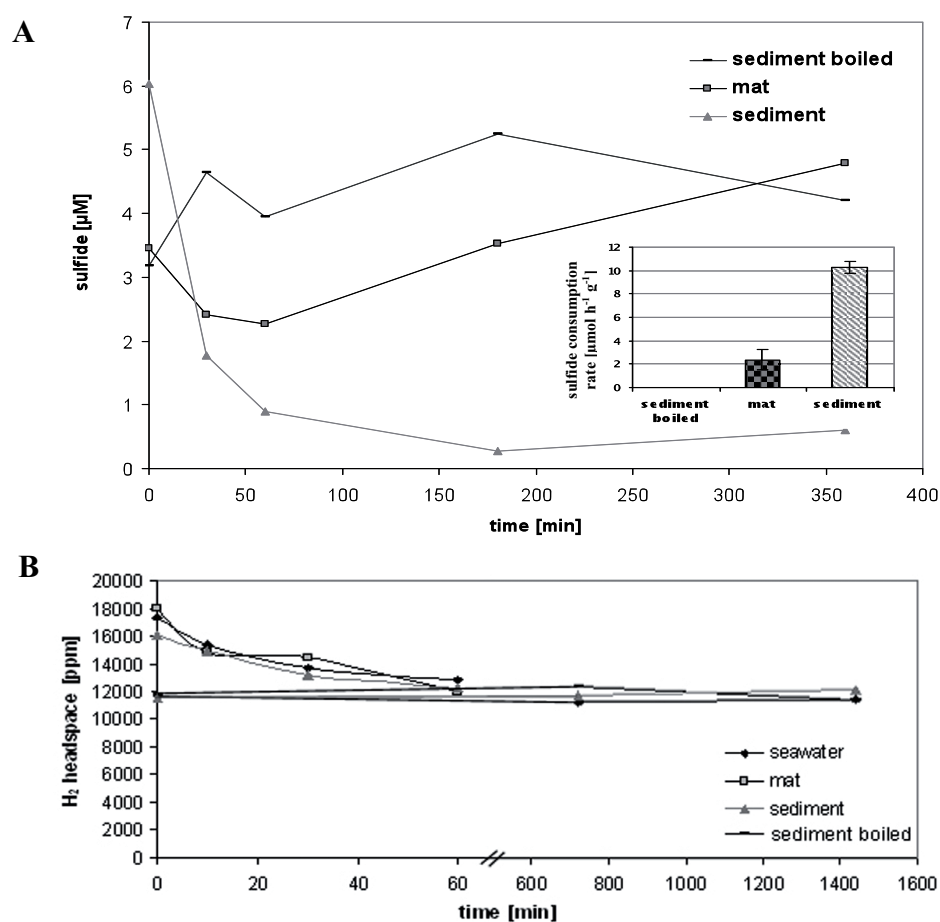 A
7
6
5
4
3
2
1
0
sulfide [µM]
sediment boiled
mat
sediment
12
10
8
6
4
2
0
sulfide consumption
rate [µmol h-1 g-1]
sediment
boiled
mat
sediment
0
50
100
150
200
250
300
350
400
time [min]
B
20000
18000
16000
14000
12000
10000
8000
6000
4000
2000
0
H2 headspace [ppm]
seawater
mat
sediment
sediment boiled
0
20
40
60
600
800
1000
1200
1400
1600
time [min]